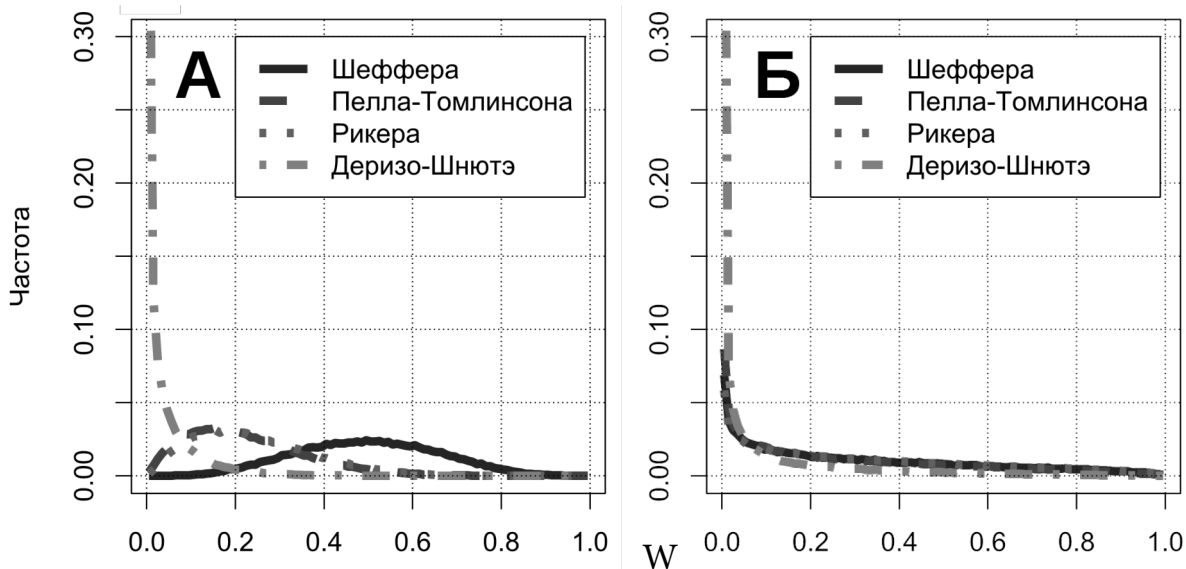 А
Шеффера
Пелла-Томлинсона
Рикера
Деризо-Шнютэ
Частота
0.30
0.20
0.10
0.00
0.0 0.2 0.4 0.6 0.8 1.0
Б
Шеффера
Пелла-Томлинсона
Рикера
Деризо-Шнютэ
0.30
0.20
0.10
0.00
W
0.0 0.2 0.4 0.6 0.8 1.0